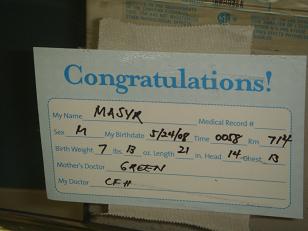 Congratulations!
My Name MASYR Medical Record #
Sex M My Birthdate 5/24/08 Time 0058 Rm 714
Birth Weight 7 lbs. 13 oz. Length 21 in. Head 14 Chest 13
Mother's Doctor GREEN
My Doctor CFH